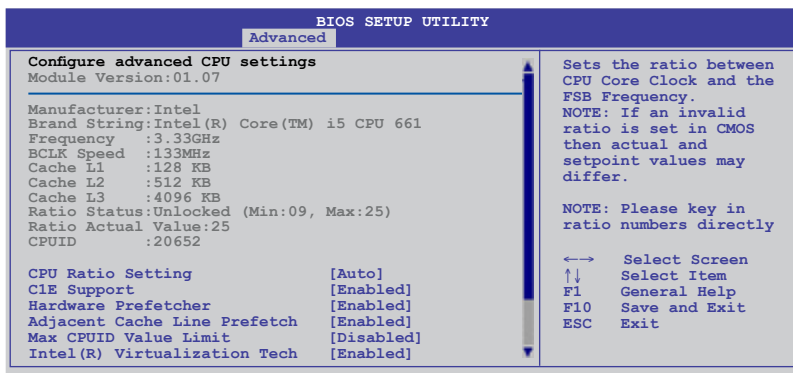 BIOS SETUP UTILITY
Advanced
Configure advanced CPU settings
Module Version:01.07
Manufacturer:Intel
Brand String:Intel(R) Core(TM) i5 CPU 661
Frequency :3.33GHz
BCLK Speed :133MHz
Cache L1 :128 KB
Cache L2 :512 KB
Cache L3 :4096 KB
Ratio Status:Unlocked (Min:09, Max:25)
Ratio Actual Value:25
CPUID :20652
CPU Ratio Setting [Auto]
C1E Support [Enabled]
Hardware Prefetcher [Enabled]
Adjacent Cache Line Prefetch [Enabled]
Max CPUID Value Limit [Disabled]
Intel(R) Virtualization Tech [Enabled]
Sets the ratio between
CPU Core Clock and the
FSB Frequency.
NOTE: If an invalid
ratio is set in CMOS
then actual and
setpoint values may
differ.
NOTE: Please key in
ratio numbers directly
←→ Select Screen
↑↓ Select Item
F1 General Help
F10 Save and Exit
ESC Exit